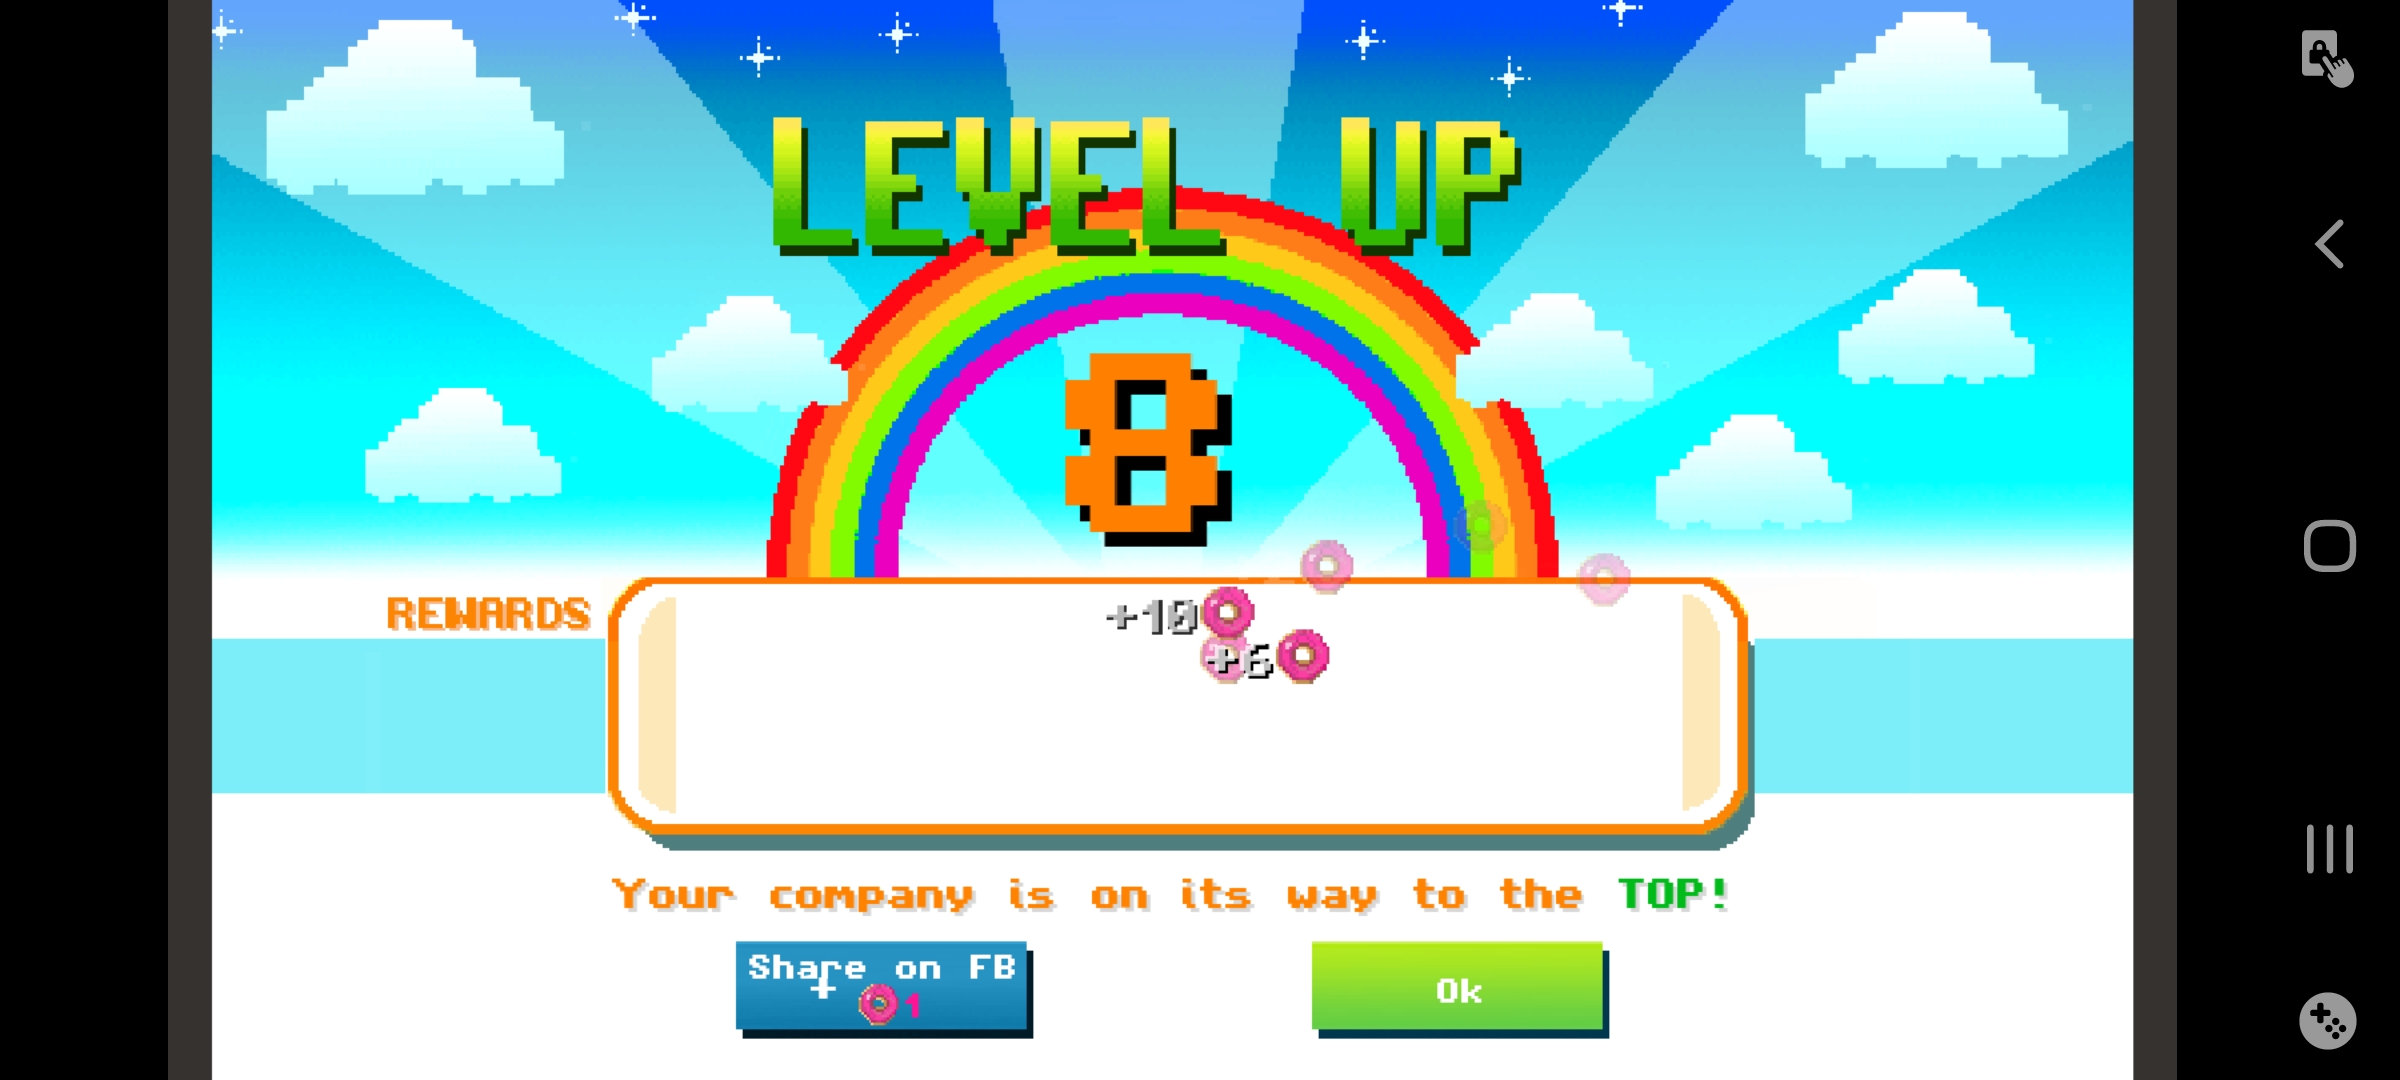 LEVEL UP
8
REWARDS
+10
+6
Your company is on its way to the TOP!
Share on FB
+ 1
Ok